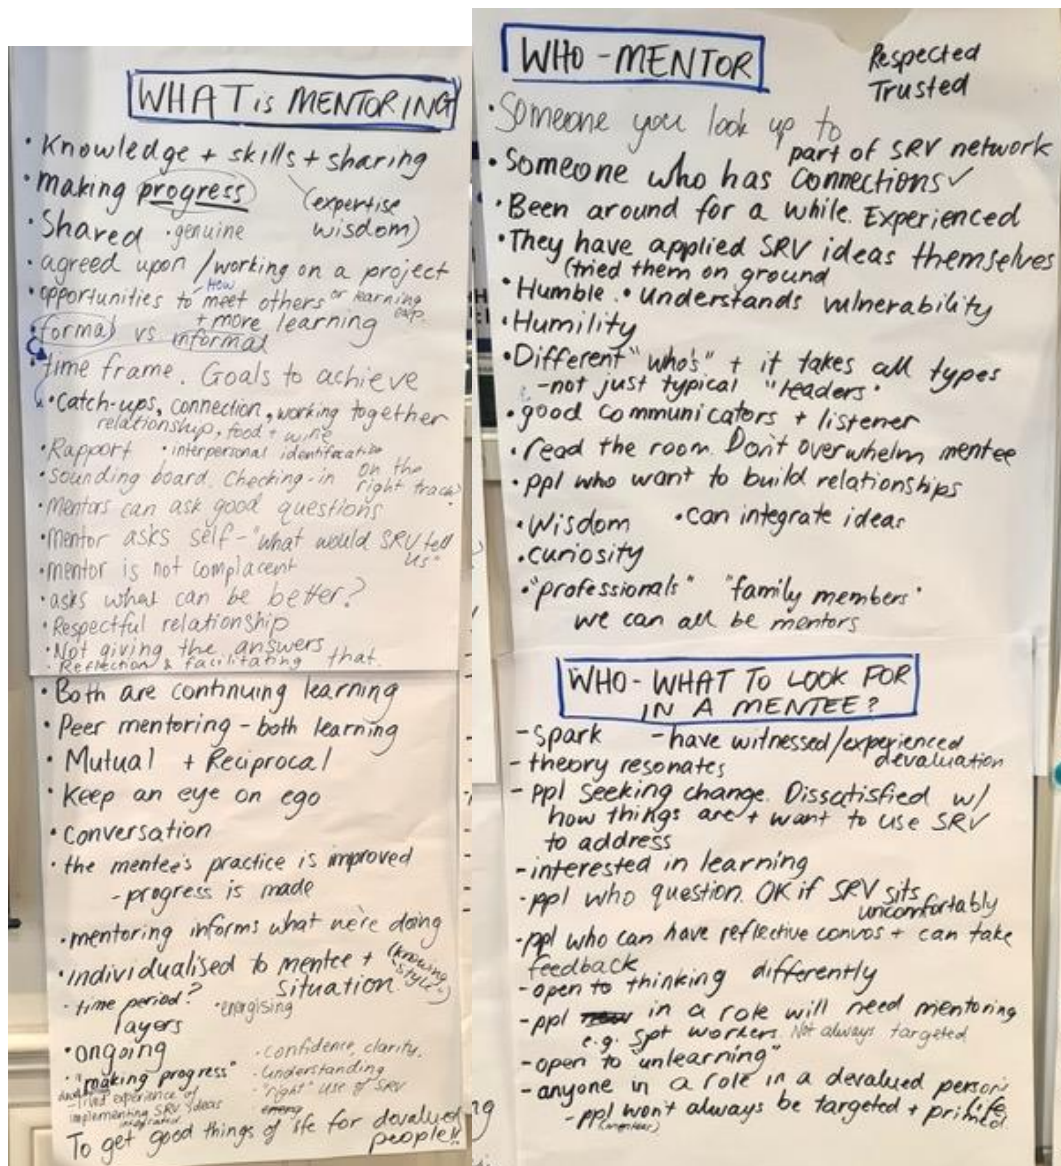 WHAT is MENTORING
• Knowledge + skills + sharing
(expertise
wisdom)
• making progress
• Shared • genuine
• agreed upon / working on a project
• opportunities to meet others or learning exp.
How
+ more learning
• formal vs informal
• time frame. Goals to achieve
• Catch-ups, connection, working together
relationship, food + wine
• Rapport • interpersonal identification
• sounding board. Checking-in on the
right track?
• Mentors can ask good questions
• mentor asks self - "what would SRV tell
us"
• mentor is not complacent
• asks what can be better?
• Respectful relationship
• Not giving the answers
• Reflection & facilitating that.
• Both are continuing learning
• Peer mentoring - both learning
• Mutual + Reciprocal
• Keep an eye on ego
• conversation
• the mentee's practice is improved
- progress is made
• mentoring informs what we're doing
• individualised to mentee + (knowing
situation style")
• time period? • energising
layers
• ongoing
• "making progress"
- lived experience of
implementing SRV ideas
• confidence, clarity.
• understanding
• "right" use of SRV
To get good things of life for devalued
people!!
WHO - MENTOR
Respected
Trusted
• Someone you look up to
part of SRV network
• Someone who has connections ✓
• Been around for a while. Experienced
• They have applied SRV ideas themselves
(tried them on ground
• Humble. • Understands vulnerability
• Humility
• Different "who's" + it takes all types
- not just typical "leaders"
• good communicators + listener
• read the room. Don't overwhelm mentee
• ppl who want to build relationships
• Wisdom • can integrate ideas
• curiosity
• "professionals" "family members"
we can all be mentors
WHO - WHAT TO LOOK FOR
IN A MENTEE?
- Spark - have witnessed/experienced
devaluation
- theory resonates
- ppl seeking change. Dissatisfied w/
how things are + want to use SRV
to address
- interested in learning
- ppl who question. OK if SRV sits
uncomfortably
- ppl who can have reflective convos + can take
feedback
- open to thinking differently
- ppl in a role will need mentoring
e.g. Spt workers. Not always targeted
- open to "unlearning"
- anyone in a role in a devalued person's
life
- ppl won't always be targeted + primed.
(mentees)